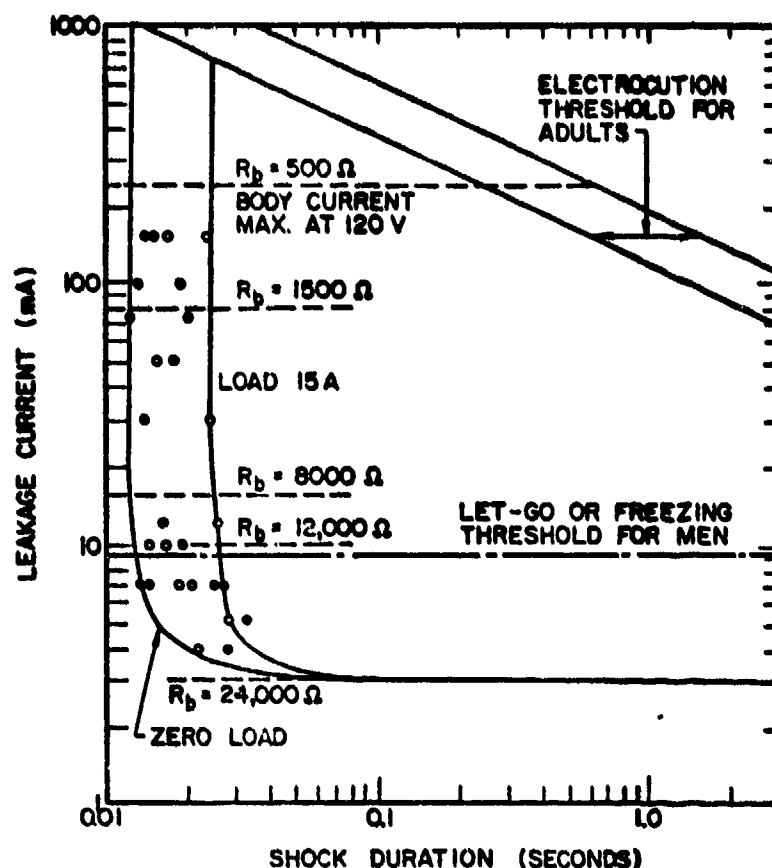 1000
ELECTROCUTION
THRESHOLD FOR
ADULTS
R_b = 500 Ω
BODY CURRENT
MAX. AT 120 V
100
R_b = 1500 Ω
LOAD 15 A
R_b = 8000 Ω
R_b = 12,000 Ω
LET-GO OR FREEZING
THRESHOLD FOR MEN
10
R_b = 24,000 Ω
ZERO LOAD
1
0.01
0.1
1.0
SHOCK DURATION (SECONDS)
LEAKAGE CURRENT (mA)